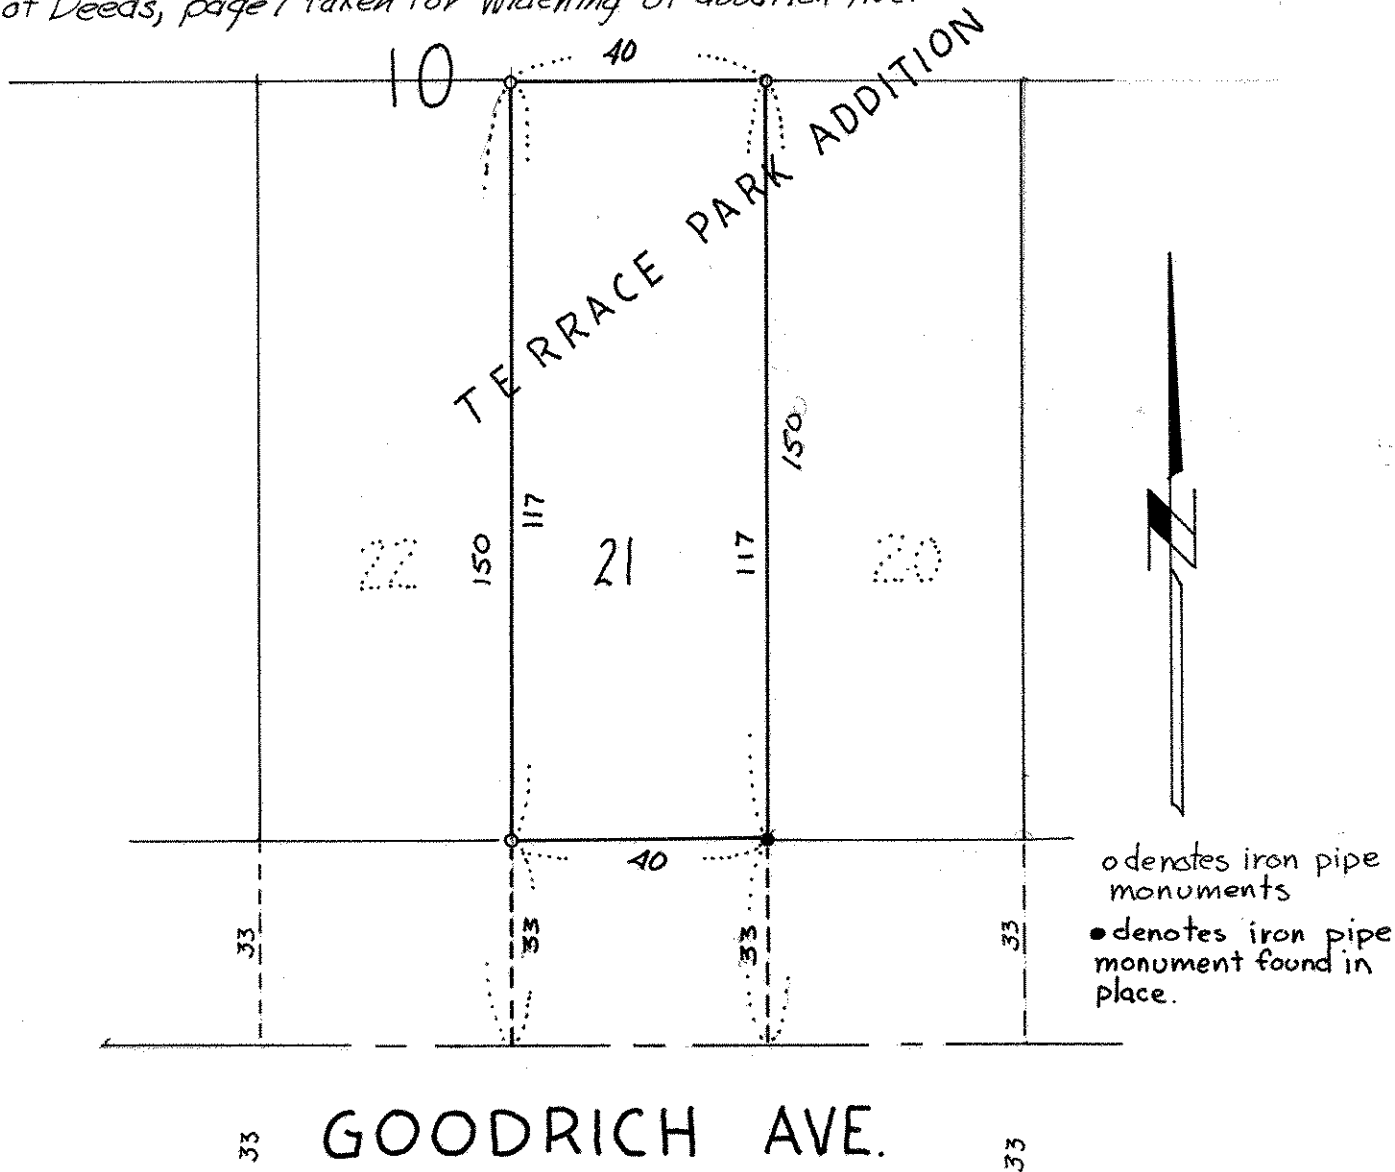 of Deeds, page 7 taken for widening of Goodrich Ave.
10
40
TERRACE PARK ADDITION
150
117
22
150
21
117
20
40
33
33
33
33
o denotes iron pipe
monuments
● denotes iron pipe
monument found in
place.
GOODRICH AVE.
33
33